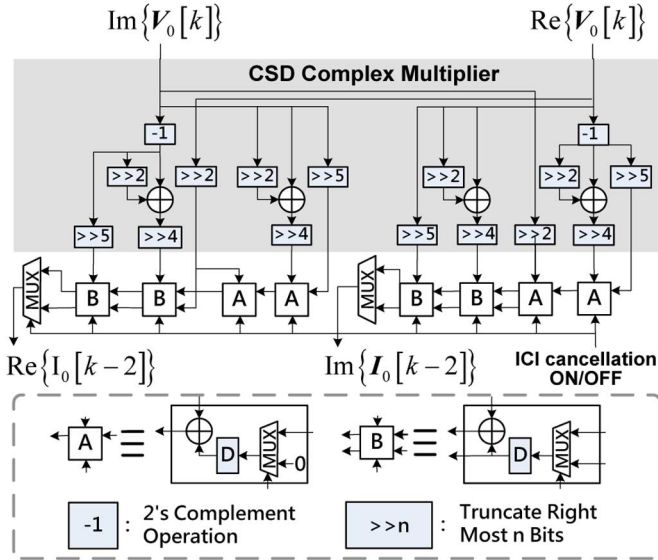 Im{V₀[k]} Re{V₀[k]}
CSD Complex Multiplier
-1 -1
>>2 >>2 >>2 >>5 >>2 >>2 >>5
>>5 >>4 >>4 >>5 >>4 >>2 >>4
MUX B B A A MUX B B A A
Re{I₀[k-2]} Im{I₀[k-2]} ICI cancellation
ON/OFF
A D MUX 0 B D MUX
-1 : 2's Complement
Operation
>>n : Truncate Right
Most n Bits